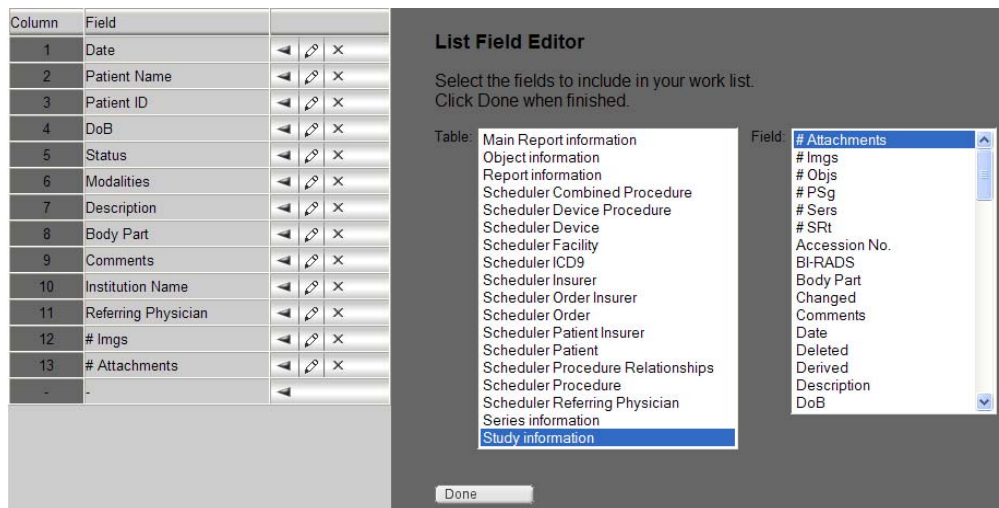 Column Field
1 Date
2 Patient Name
3 Patient ID
4 DoB
5 Status
6 Modalities
7 Description
8 Body Part
9 Comments
10 Institution Name
11 Referring Physician
12 # Imgs
13 # Attachments
- -
List Field Editor
Select the fields to include in your work list.
Click Done when finished.
Table:
Main Report information
Object information
Report information
Scheduler Combined Procedure
Scheduler Device Procedure
Scheduler Device
Scheduler Facility
Scheduler ICD9
Scheduler Insurer
Scheduler Order Insurer
Scheduler Order
Scheduler Patient Insurer
Scheduler Patient
Scheduler Procedure Relationships
Scheduler Procedure
Scheduler Referring Physician
Series information
Study information
Field:
# Attachments
# Imgs
# Objs
# PSg
# Sers
# SRt
Accession No.
BI-RADS
Body Part
Changed
Comments
Date
Deleted
Derived
Description
DoB
Done